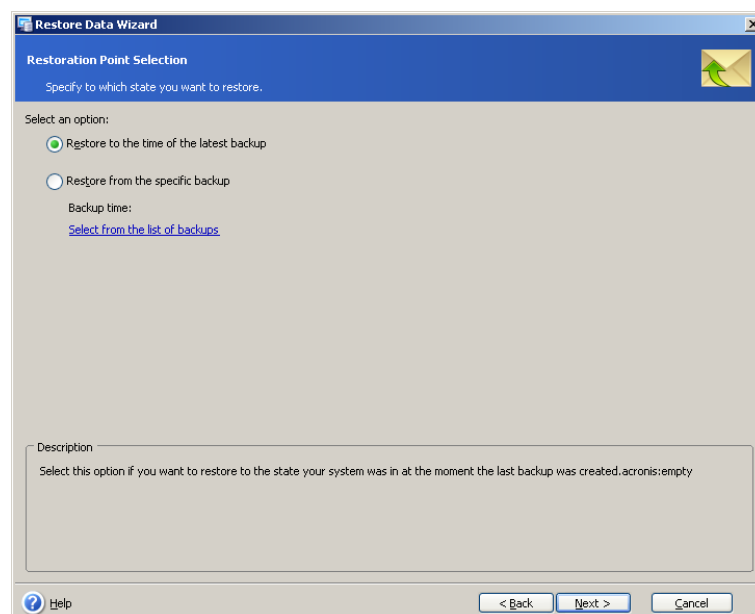 Restore Data Wizard
Restoration Point Selection
Specify to which state you want to restore.
Select an option:
Restore to the time of the latest backup
Restore from the specific backup
Backup time:
Select from the list of backups
Description
Select this option if you want to restore to the state your system was in at the moment the last backup was created.acronis:empty
Help
< Back
Next >
Cancel